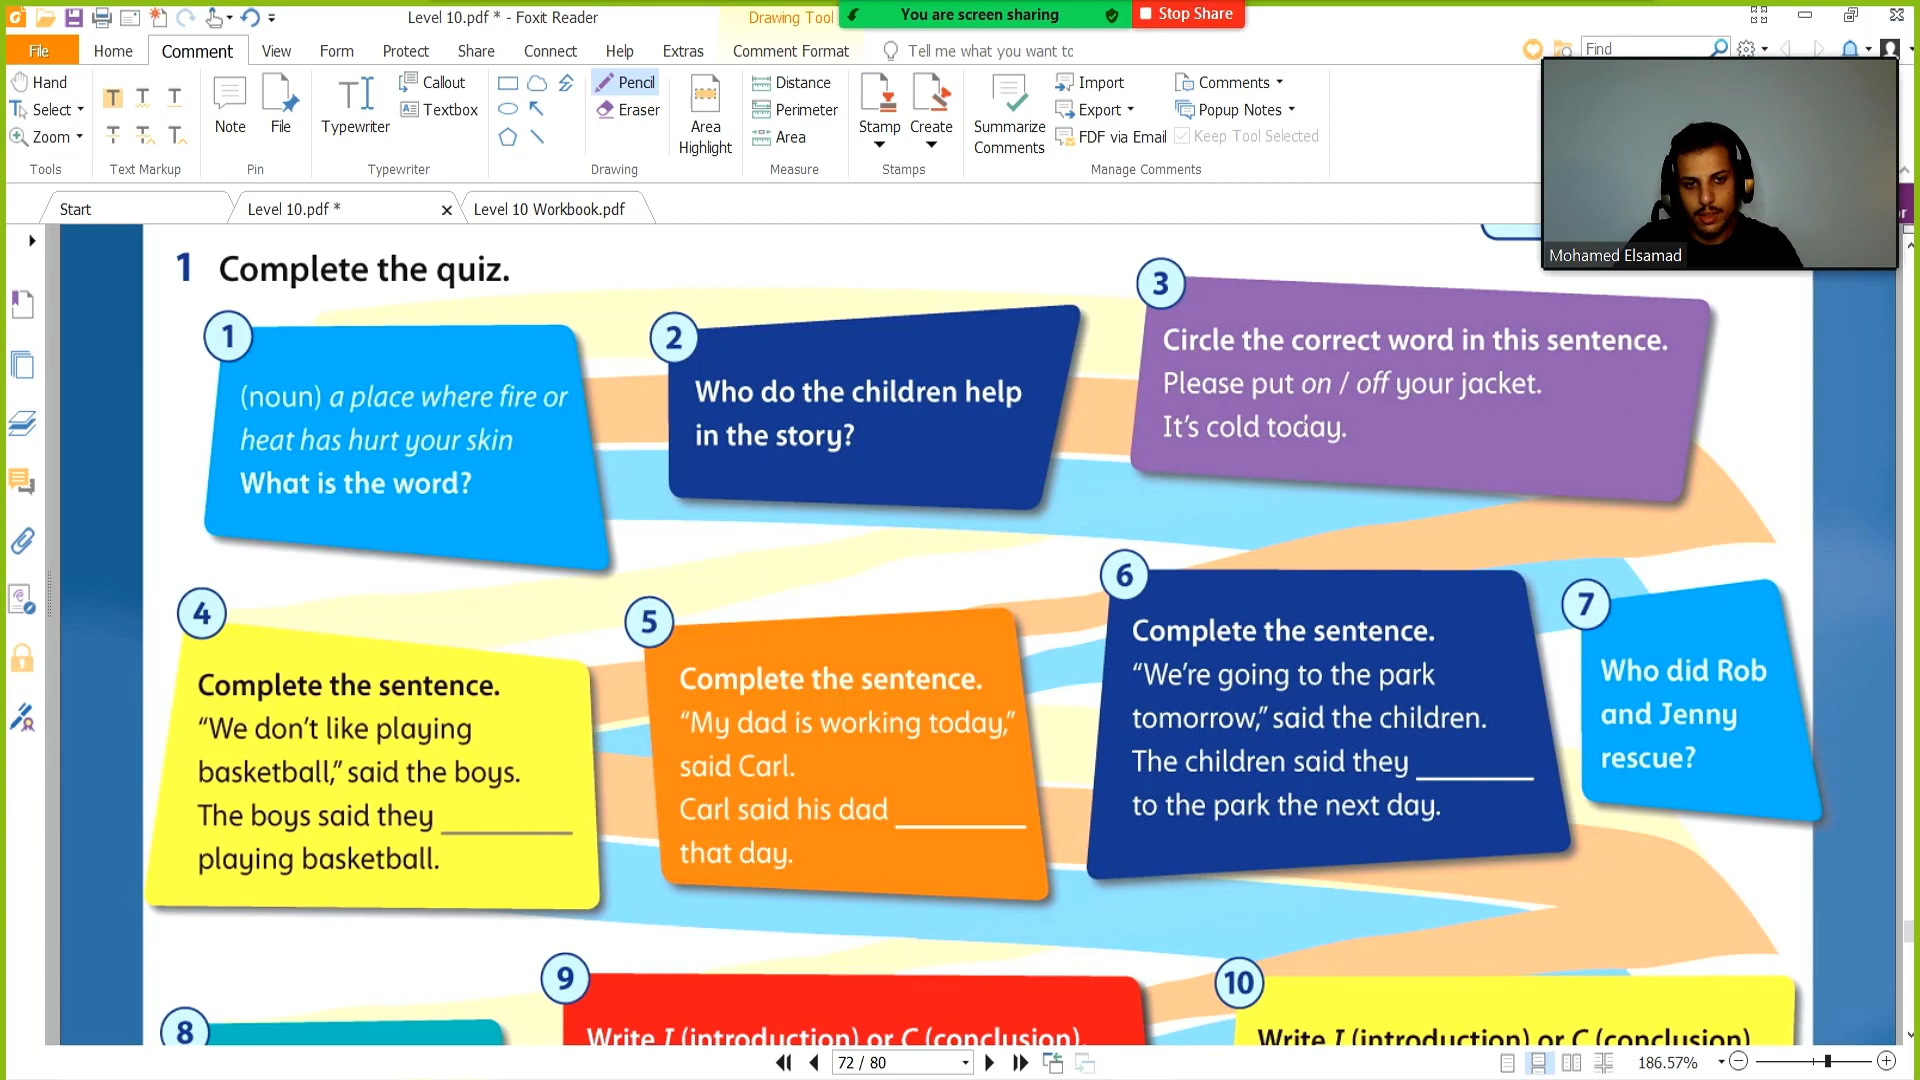 Level 10.pdf * - Foxit Reader
Drawing Tool
You are screen sharing
Stop Share
File
Home
Comment
View
Form
Protect
Share
Connect
Help
Extras
Comment Format
Tell me what you want to
Find
Hand
Select
Zoom
Tools
Text Markup
Note
File
Pin
Typewriter
Callout
Textbox
Typewriter
Pencil
Eraser
Drawing
Area
Highlight
Distance
Perimeter
Area
Measure
Stamp
Create
Stamps
Summarize
Comments
Import
Export
FDF via Email
Comments
Popup Notes
Keep Tool Selected
Manage Comments
Mohamed Elsamad
Start
Level 10.pdf *
Level 10 Workbook.pdf
1 Complete the quiz.
1
(noun) a place where fire or
heat has hurt your skin
What is the word?
2
Who do the children help
in the story?
3
Circle the correct word in this sentence.
Please put on / off your jacket.
It's cold today.
4
Complete the sentence.
“We don't like playing
basketball,” said the boys.
The boys said they ________
playing basketball.
5
Complete the sentence.
“My dad is working today,”
said Carl.
Carl said his dad ________
that day.
6
Complete the sentence.
“We're going to the park
tomorrow,” said the children.
The children said they ________
to the park the next day.
7
Who did Rob
and Jenny
rescue?
8
9
Write I (introduction) or C (conclusion).
10
Write I (introduction) or C (conclusion)
72 / 80
186.57%